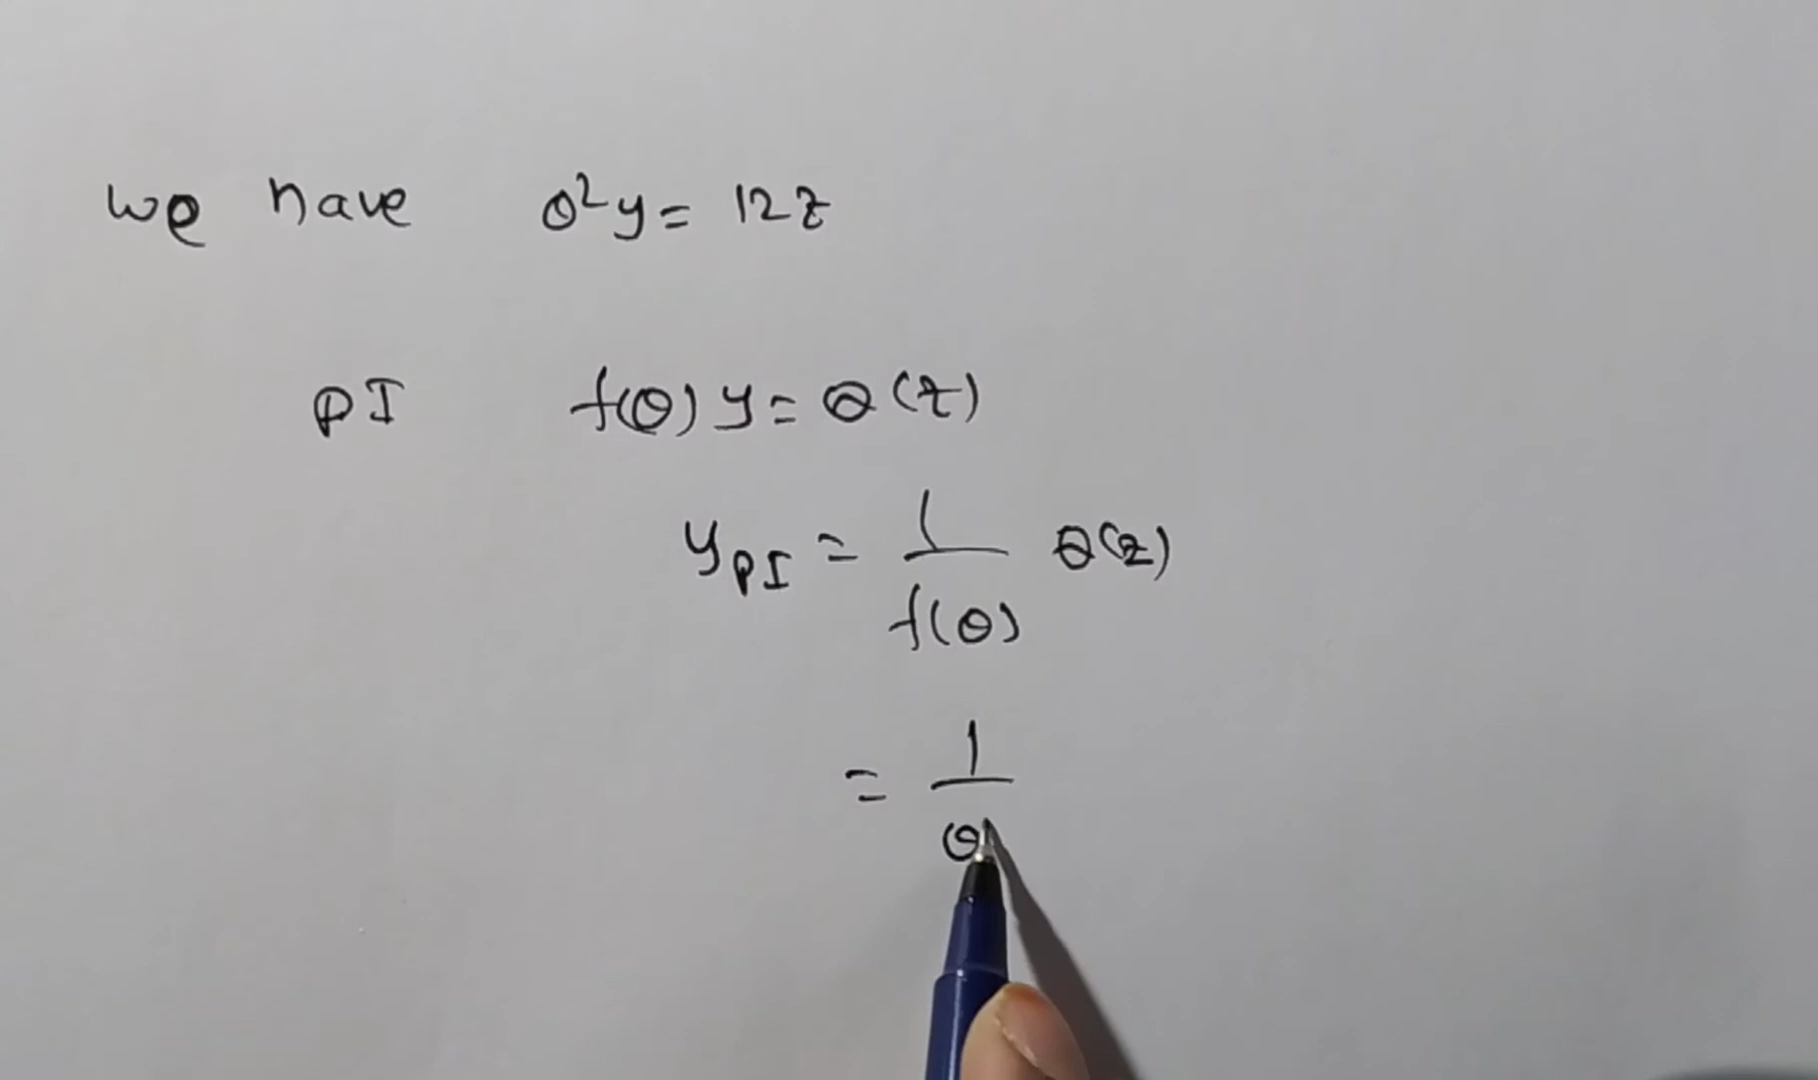 we have θ²y = 12z
PI f(θ) y = Q(z)
y_PI = 1/f(θ) Q(z)
= 1/θ